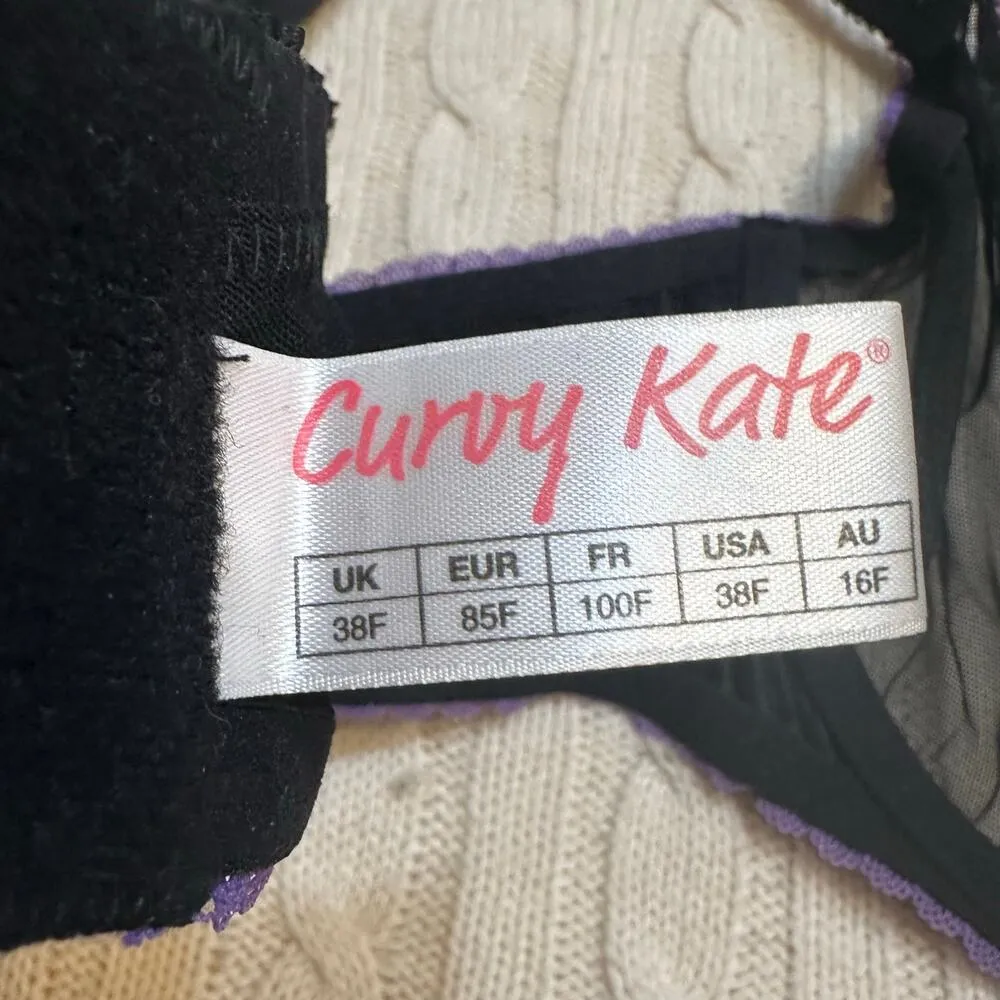 Curvy Kate®
UK EUR FR USA AU
38F 85F 100F 38F 16F